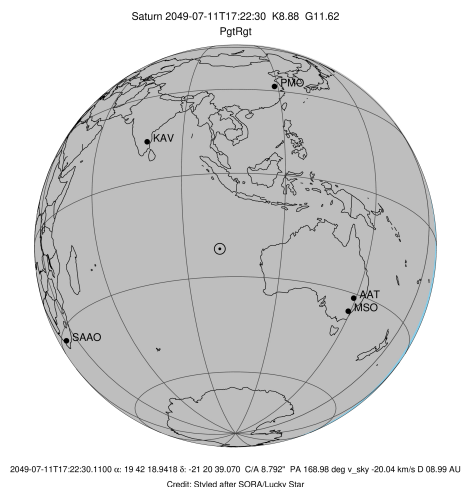 Saturn 2049-07-11T17:22:30 K8.88 G11.62
PgtRgt
PMO
KAV
AAT
MSO
SAAO
2049-07-11T17:22:30.1100 α: 19 42 18.9418 δ: -21 20 39.070 C/A 8.792" PA 168.98 deg v_sky -20.04 km/s D 08.99 AU
Credit: Styled after SORA/Lucky Star